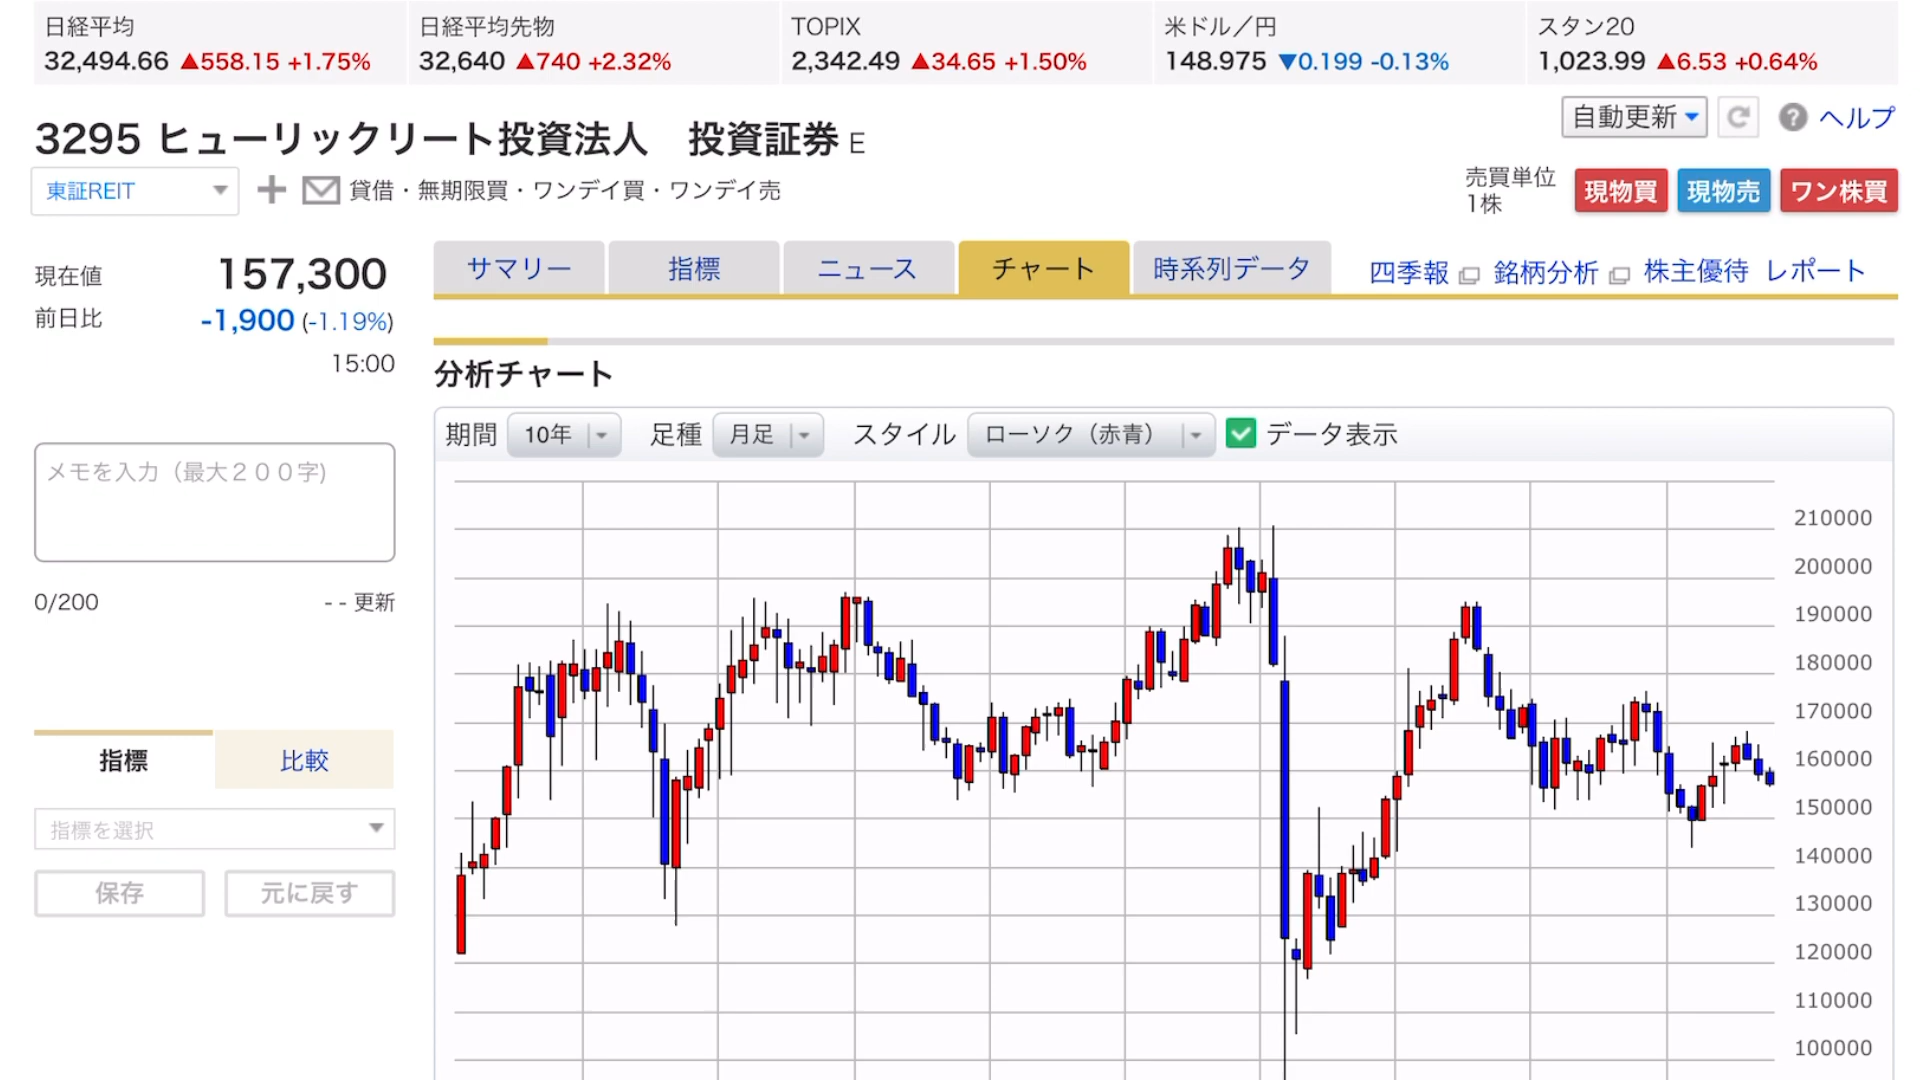 日経平均
32,494.66 ▲558.15 +1.75%
日経平均先物
32,640 ▲740 +2.32%
TOPIX
2,342.49 ▲34.65 +1.50%
米ドル／円
148.975 ▼0.199 -0.13%
スタン20
1,023.99 ▲6.53 +0.64%
自動更新
? ヘルプ
3295 ヒューリックリート投資法人　投資証券 E
東証REIT
貸借・無期限買・ワンデイ買・ワンデイ売
売買単位
1株
現物買 現物売 ワン株買
現在値 157,300
前日比 -1,900 (-1.19%)
15:00
サマリー 指標 ニュース チャート 時系列データ 四季報 銘柄分析 株主優待 レポート
分析チャート
期間 10年 足種 月足 スタイル ローソク（赤青） データ表示
メモを入力（最大２００字)
0/200 - - 更新
指標 比較
指標を選択
保存 元に戻す
210000
200000
190000
180000
170000
160000
150000
140000
130000
120000
110000
100000